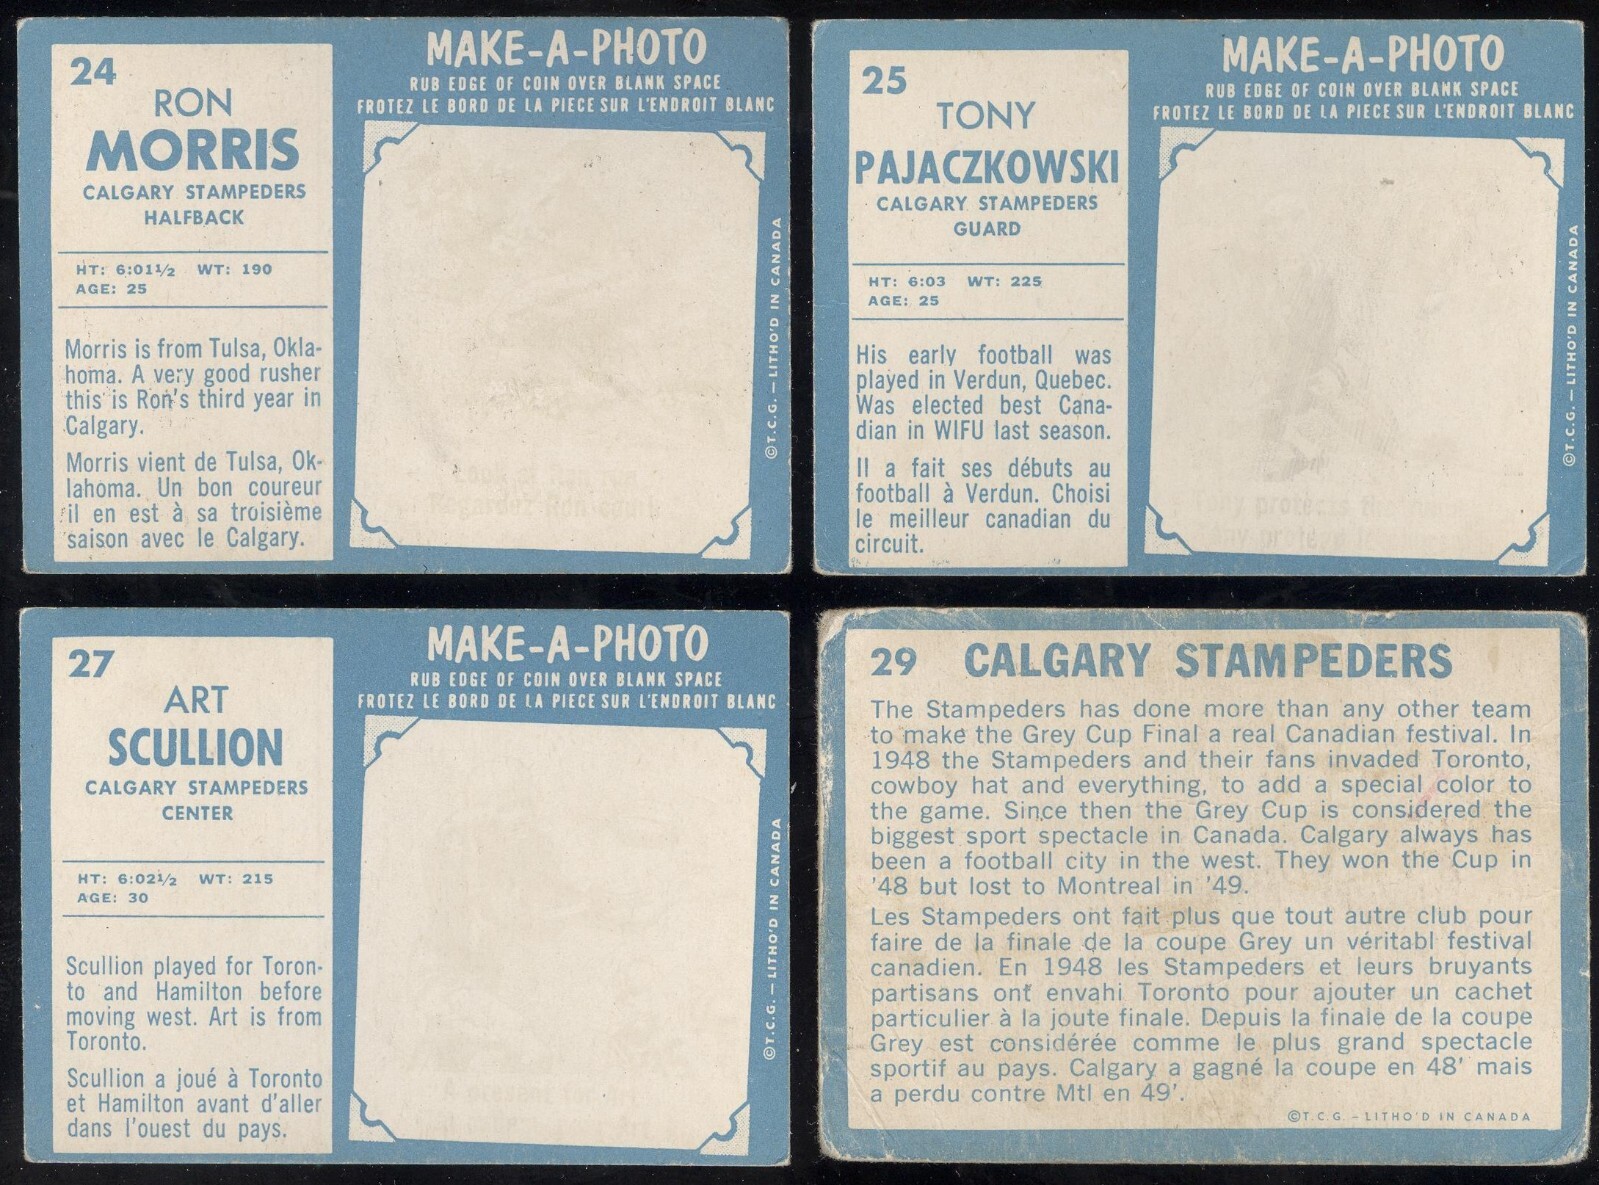 24
RON
MORRIS
CALGARY STAMPEDERS
HALFBACK
HT: 6:01½ WT: 190
AGE: 25
Morris is from Tulsa, Okla-
homa. A very good rusher
this is Ron's third year in
Calgary.
Morris vient de Tulsa, Ok-
lahoma. Un bon coureur
il en est à sa troisième
saison avec le Calgary.
MAKE-A-PHOTO
RUB EDGE OF COIN OVER BLANK SPACE
FROTEZ LE BORD DE LA PIECE SUR L'ENDROIT BLANC
Look at Ron run
Regardez Ron courir
©T.C.G. — LITHO'D IN CANADA
25
TONY
PAJACZKOWSKI
CALGARY STAMPEDERS
GUARD
HT: 6:03 WT: 225
AGE: 25
His early football was
played in Verdun, Quebec.
Was elected best Cana-
dian in WIFU last season.
Il a fait ses débuts au
football à Verdun. Choisi
le meilleur canadian du
circuit.
MAKE-A-PHOTO
RUB EDGE OF COIN OVER BLANK SPACE
FROTEZ LE BORD DE LA PIECE SUR L'ENDROIT BLANC
Tony protects the
©T.C.G. — LITHO'D IN CANADA
27
ART
SCULLION
CALGARY STAMPEDERS
CENTER
HT: 6:02½ WT: 215
AGE: 30
Scullion played for Toron-
to and Hamilton before
moving west. Art is from
Toronto.
Scullion a joué à Toronto
et Hamilton avant d'aller
dans l'ouest du pays.
MAKE-A-PHOTO
RUB EDGE OF COIN OVER BLANK SPACE
FROTEZ LE BORD DE LA PIECE SUR L'ENDROIT BLANC
A present for Art
©T.C.G. — LITHO'D IN CANADA
29 CALGARY STAMPEDERS
The Stampeders has done more than any other team
to make the Grey Cup Final a real Canadian festival. In
1948 the Stampeders and their fans invaded Toronto,
cowboy hat and everything, to add a special color to
the game. Since then the Grey Cup is considered the
biggest sport spectacle in Canada. Calgary always has
been a football city in the west. They won the Cup in
'48 but lost to Montreal in '49.
Les Stampeders ont fait plus que tout autre club pour
faire de la finale de la coupe Grey un véritabl festival
canadien. En 1948 les Stampeders et leurs bruyants
partisans ont envahi Toronto pour ajouter un cachet
particulier à la joute finale. Depuis la finale de la coupe
Grey est considérée comme le plus grand spectacle
sportif au pays. Calgary a gagné la coupe en 48' mais
a perdu contre Mtl en 49'.
©T.C.G. — LITHO'D IN CANADA